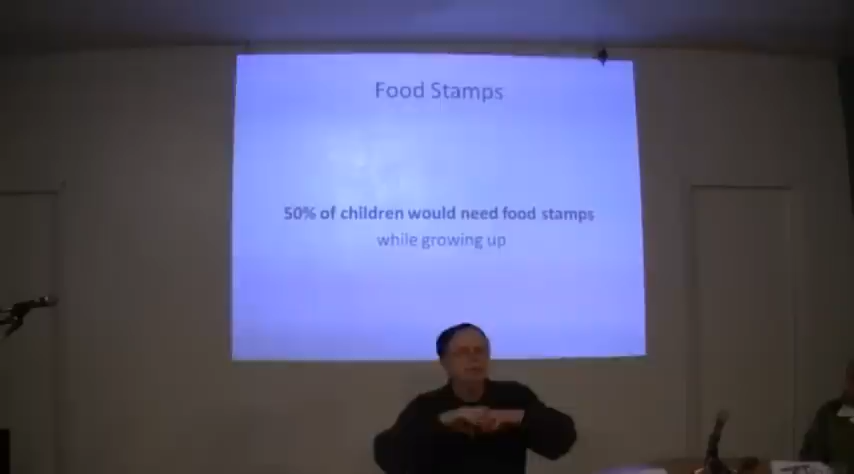 Food Stamps
50% of children would need food stamps
while growing up